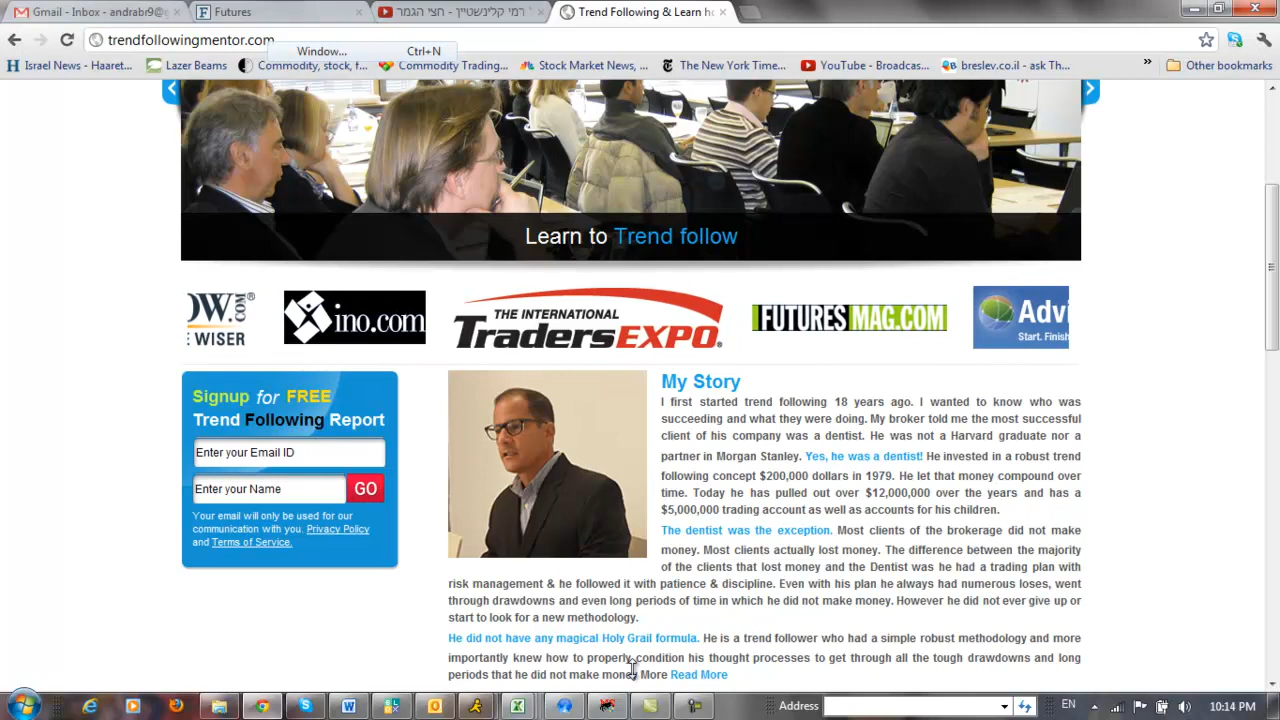 Gmail - Inbox - andrabr9@
Futures
רמי קלינשטיין - חצי הגמר
Trend Following & Learn h
trendfollowingmentor.com
Window... Ctrl+N
Israel News - Haaret...
Lazer Beams
Commodity, stock, f...
Commodity Trading...
Stock Market News, ...
The New York Time...
YouTube - Broadcas...
breslev.co.il - ask Th...
»
Other bookmarks
Learn to Trend follow
OW.COM
E WISER
ino.com
THE INTERNATIONAL
TradersEXPO
FUTURESMAG.COM
Advi
Start. Finish
Signup for FREE
Trend Following Report
Enter your Email ID
Enter your Name GO
Your email will only be used for our
communication with you. Privacy Policy
and Terms of Service.
My Story
I first started trend following 18 years ago. I wanted to know who was
succeeding and what they were doing. My broker told me the most successful
client of his company was a dentist. He was not a Harvard graduate nor a
partner in Morgan Stanley. Yes, he was a dentist! He invested in a robust trend
following concept $200,000 dollars in 1979. He let that money compound over
time. Today he has pulled out over $12,000,000 over the years and has a
$5,000,000 trading account as well as accounts for his children.
The dentist was the exception. Most clients of the brokerage did not make
money. Most clients actually lost money. The difference between the majority
of the clients that lost money and the Dentist was he had a trading plan with
risk management & he followed it with patience & discipline. Even with his plan he always had numerous loses, went
through drawdowns and even long periods of time in which he did not make money. However he did not ever give up or
start to look for a new methodology.
He did not have any magical Holy Grail formula. He is a trend follower who had a simple robust methodology and more
importantly knew how to properly condition his thought processes to get through all the tough drawdowns and long
periods that he did not make money More Read More
Address
EN
10:14 PM